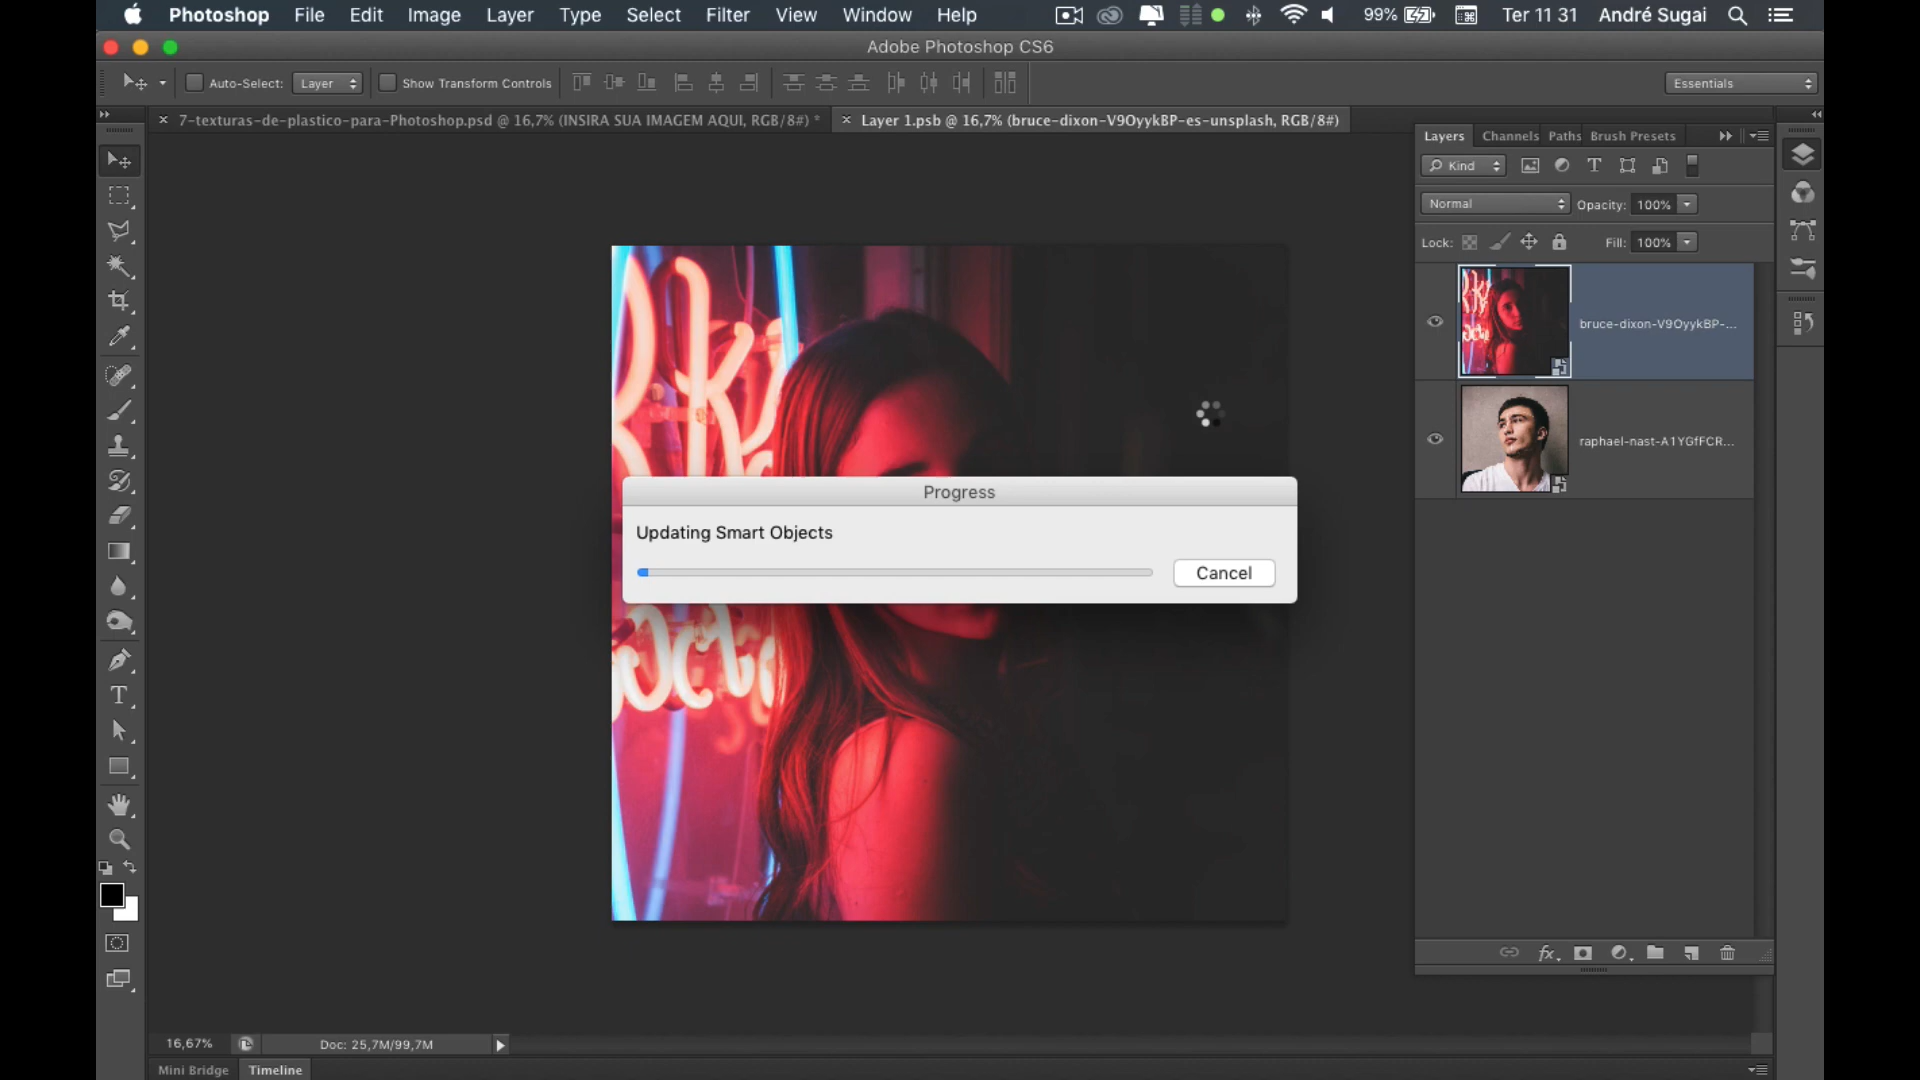 Photoshop File Edit Image Layer Type Select Filter View Window Help 99% Ter 11 31 André Sugai
Adobe Photoshop CS6
Auto-Select: Layer Show Transform Controls Essentials
7-texturas-de-plastico-para-Photoshop.psd @ 16,7% (INSIRA SUA IMAGEM AQUI, RGB/8#) * Layer 1.psb @ 16,7% (bruce-dixon-V9OyykBP-es-unsplash, RGB/8#)
Layers Channels Paths Brush Presets
Kind
Normal Opacity: 100%
Lock: Fill: 100%
bruce-dixon-V9OyykBP-...
raphael-nast-A1YGfFCR...
Progress
Updating Smart Objects
Cancel
16,67% Doc: 25,7M/99,7M
Mini Bridge Timeline